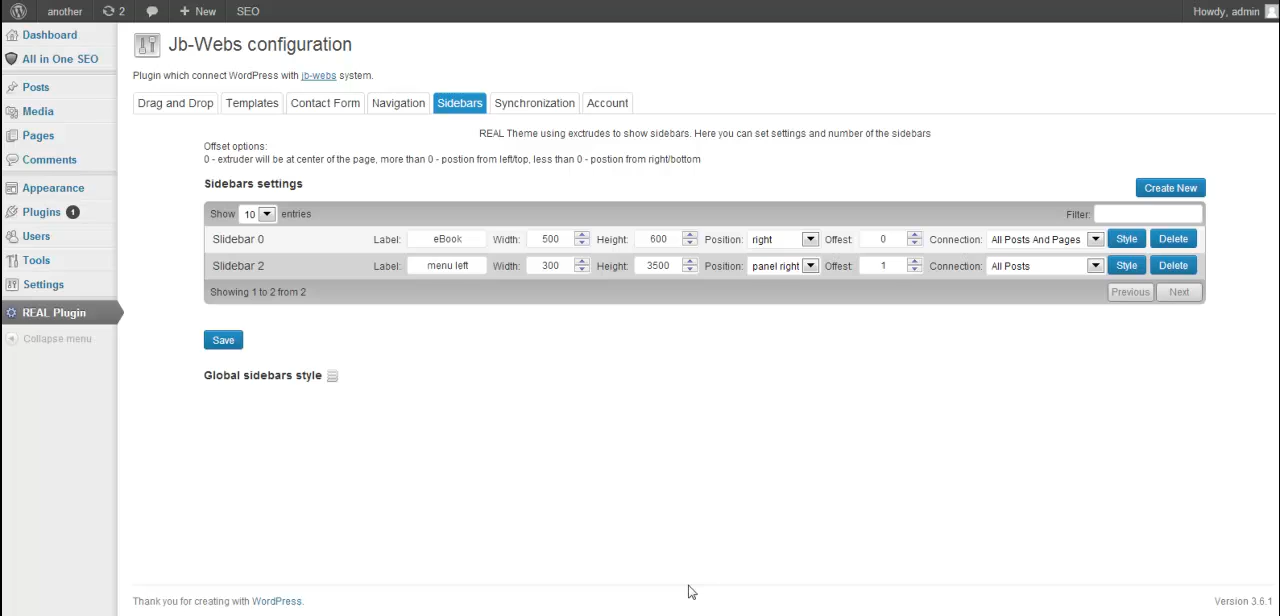 another 2 New SEO Howdy, admin
Dashboard
All in One SEO
Posts
Media
Pages
Comments
Appearance
Plugins 1
Users
Tools
Settings
REAL Plugin
Collapse menu
Jb-Webs configuration
Plugin which connect WordPress with jb-webs system.
Drag and Drop Templates Contact Form Navigation Sidebars Synchronization Account
REAL Theme using exctrudes to show sidebars. Here you can set settings and number of the sidebars
Offset options:
0 - extruder will be at center of the page, more than 0 - postion from left/top, less than 0 - postion from right/bottom
Sidebars settings
Create New
Show 10 entries Filter:
Slidebar 0 Label: eBook Width: 500 Height: 600 Position: right Offest: 0 Connection: All Posts And Pages Style Delete
Slidebar 2 Label: menu left Width: 300 Height: 3500 Position: panel right Offest: 1 Connection: All Posts Style Delete
Showing 1 to 2 from 2 Previous Next
Save
Global sidebars style
Thank you for creating with WordPress. Version 3.6.1